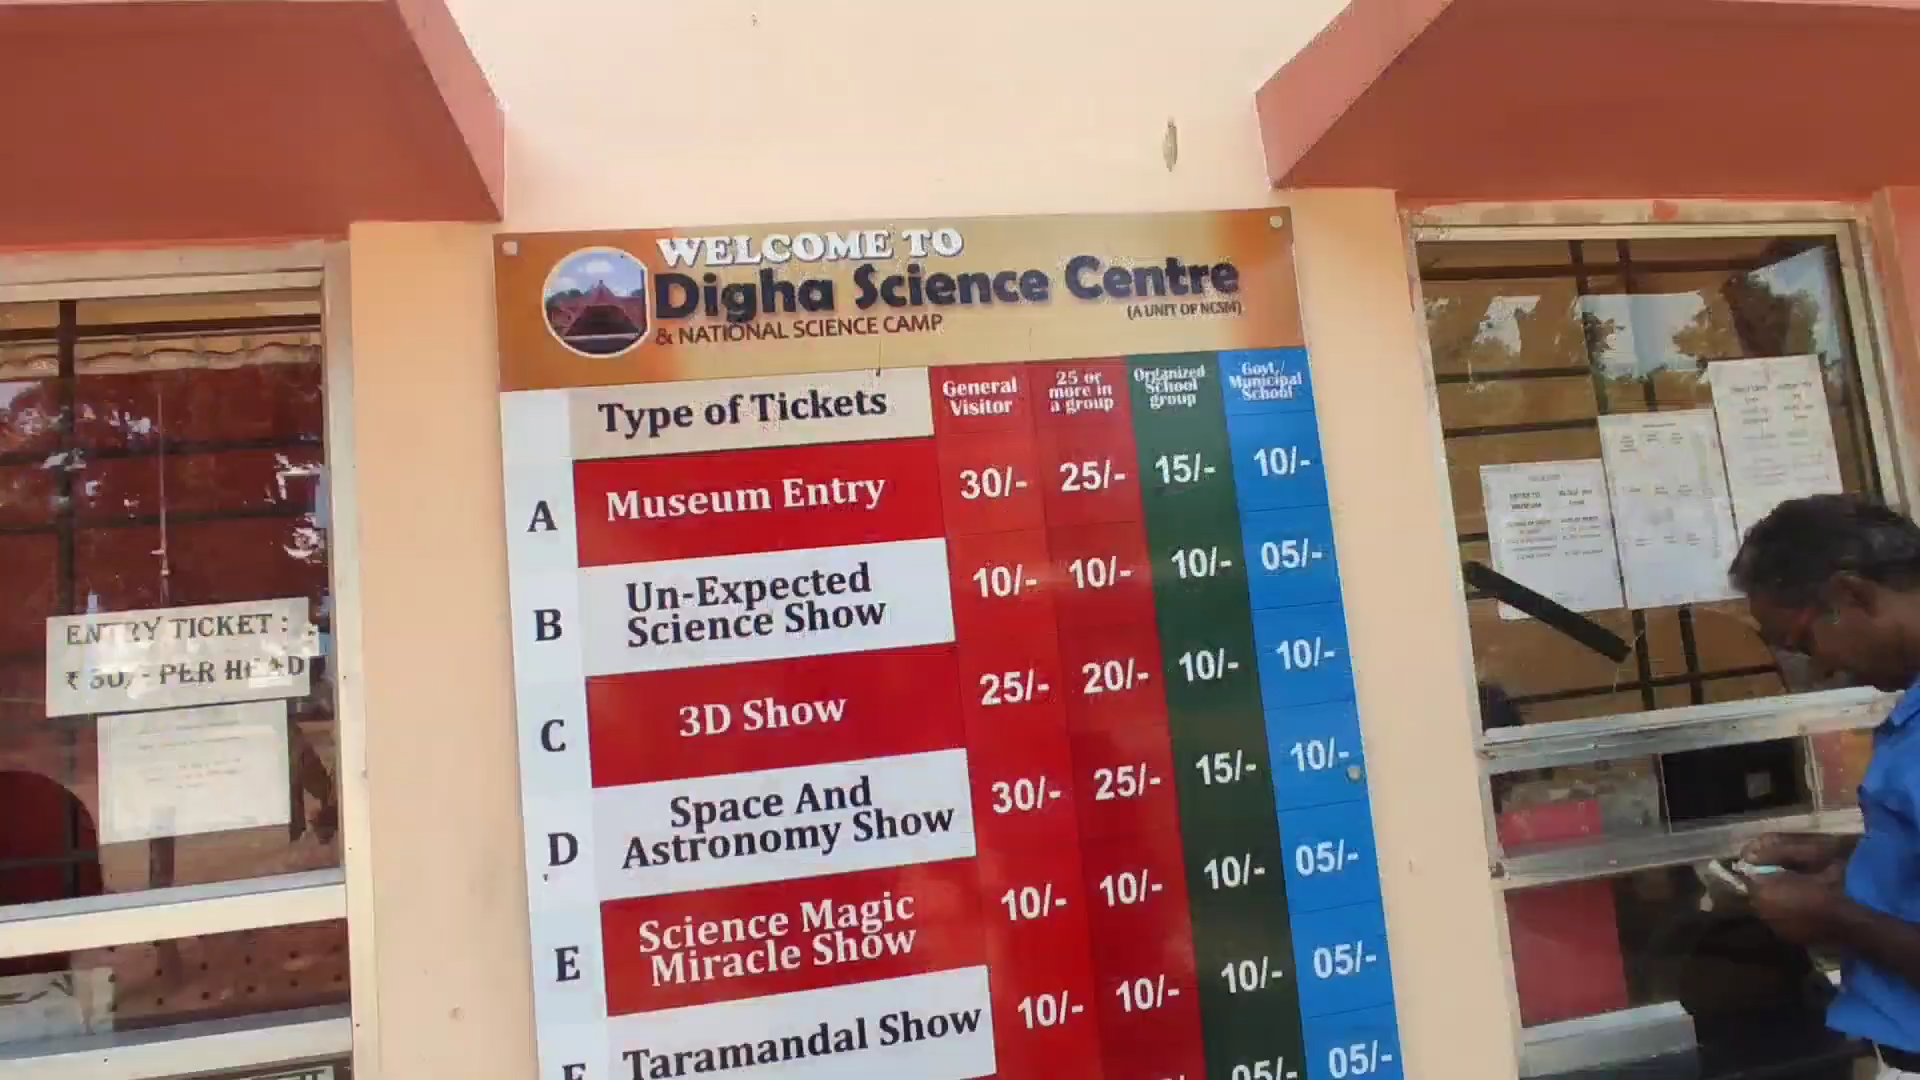 WELCOME TO
Digha Science Centre
(A UNIT OF NCSM)
& NATIONAL SCIENCE CAMP
Type of Tickets
General Visitor
25 or more in a group
Organized School group
Govt./ Municipal School
A Museum Entry 30/- 25/- 15/- 10/-
B Un-Expected Science Show 10/- 10/- 10/- 05/-
C 3D Show 25/- 20/- 10/- 10/-
D Space And Astronomy Show 30/- 25/- 15/- 10/-
E Science Magic Miracle Show 10/- 10/- 10/- 05/-
Taramandal Show 10/- 10/- 10/- 05/-
05/- 05/-
ENTRY TICKET :
₹ 30/- PER HEAD